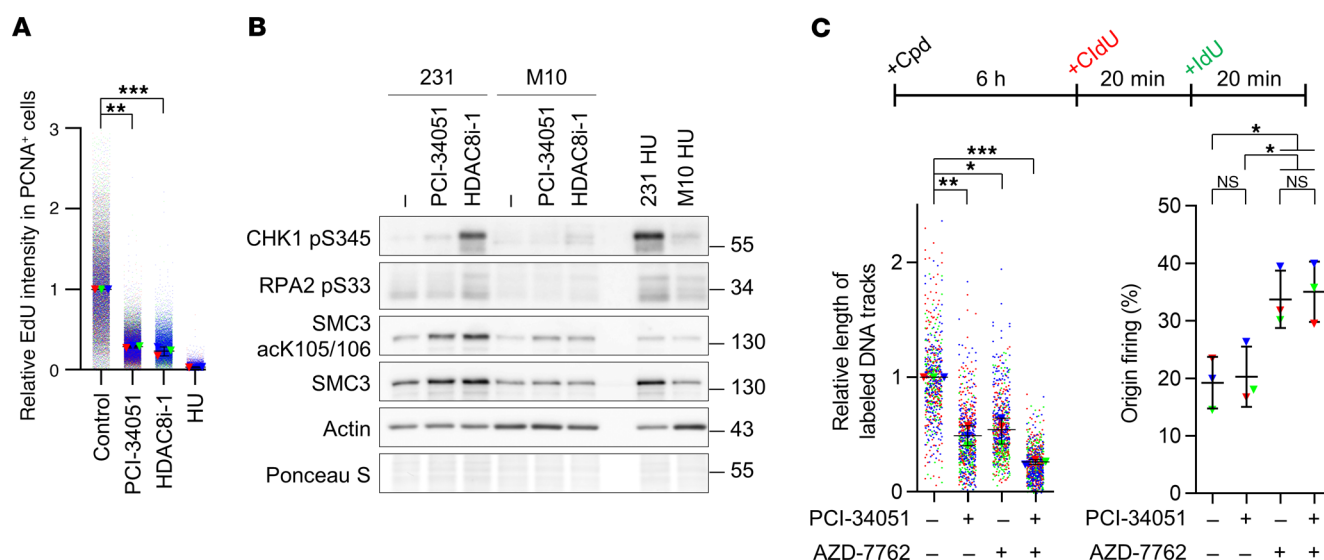 A
Relative EdU intensity in PCNA+ cells
3
2
1
0
**
***
Control
PCI-34051
HDAC8i-1
HU
B
231
M10
–
PCI-34051
HDAC8i-1
–
PCI-34051
HDAC8i-1
231 HU
M10 HU
CHK1 pS345
55
RPA2 pS33
34
SMC3
acK105/106
130
SMC3
130
Actin
43
Ponceau S
55
C
+Cpd
+CldU
+IdU
6 h
20 min
20 min
Relative length of
labeled DNA tracks
2
1
0
***
*
**
PCI-34051 – + – +
AZD-7762 – – + +
Origin firing (%)
50
40
30
20
10
0
*
*
NS
NS
PCI-34051 – + – +
AZD-7762 – – + +